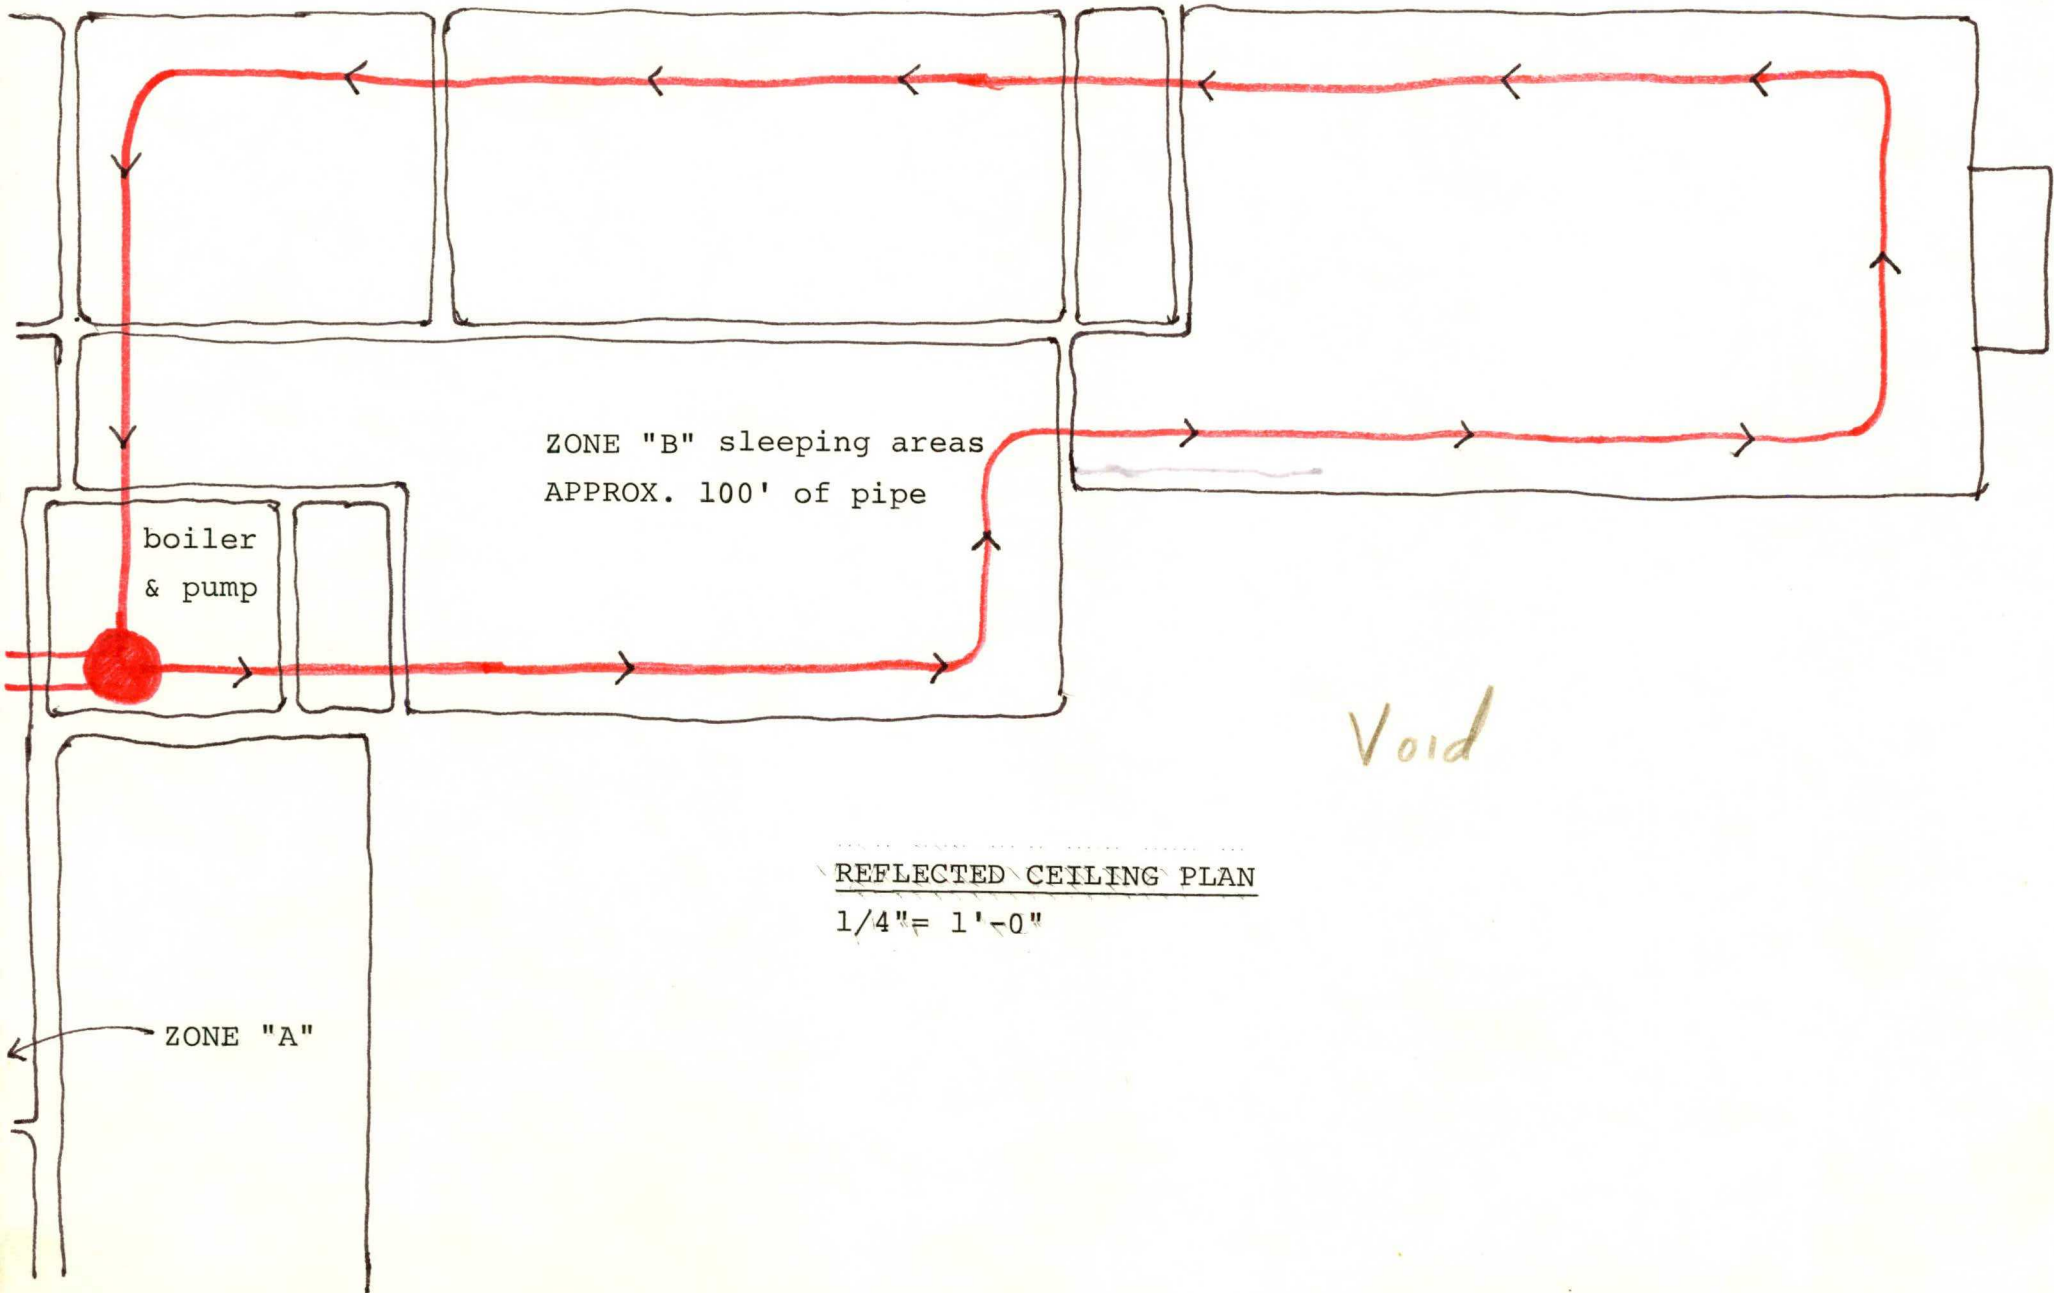 ZONE "B" sleeping areas
APPROX. 100' of pipe
boiler
& pump
Void
REFLECTED CEILING PLAN
1/4"= 1'-0"
ZONE "A"